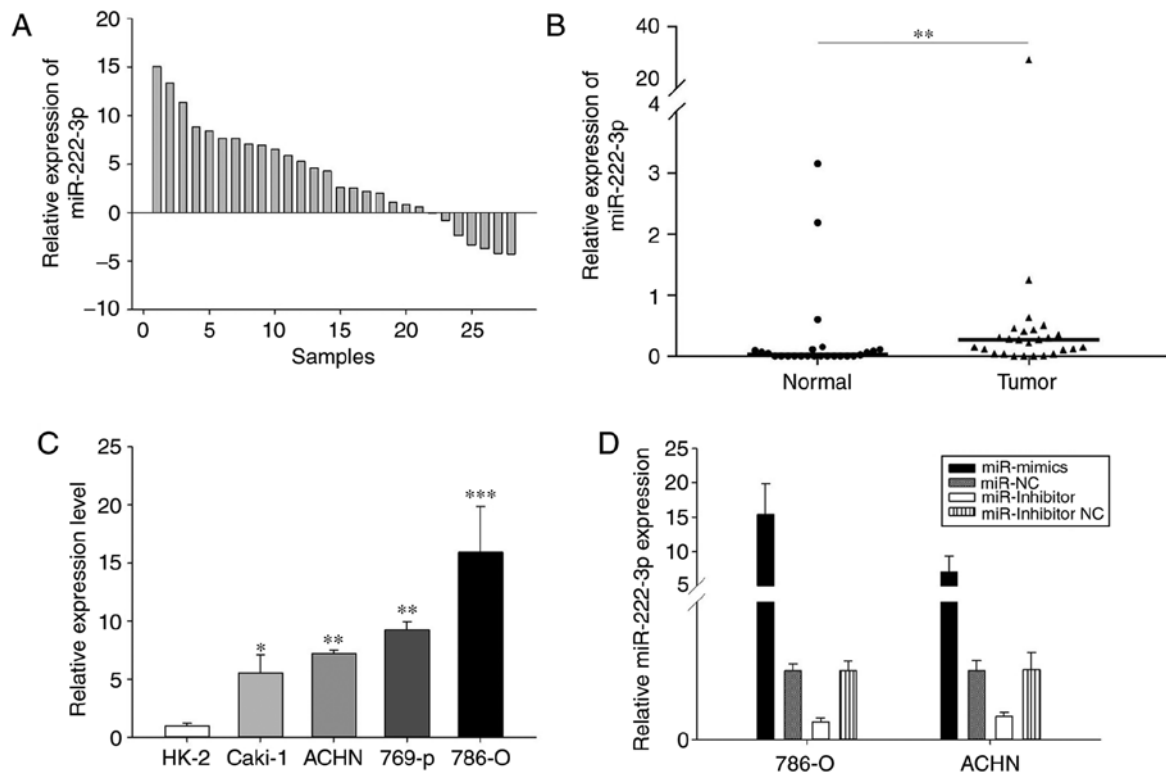 A
Relative expression of
miR-222-3p
20
15
10
5
0
−5
−10
0 5 10 15 20 25
Samples
B
Relative expression of
miR-222-3p
40
20
4
3
2
1
0
**
Normal Tumor
C
Relative expression level
25
20
15
10
5
0
* ** ** ***
HK-2 Caki-1 ACHN 769-p 786-O
D
Relative miR-222-3p expression
25
20
15
10
5
0
miR-mimics
miR-NC
miR-Inhibitor
miR-Inhibitor NC
786-O ACHN